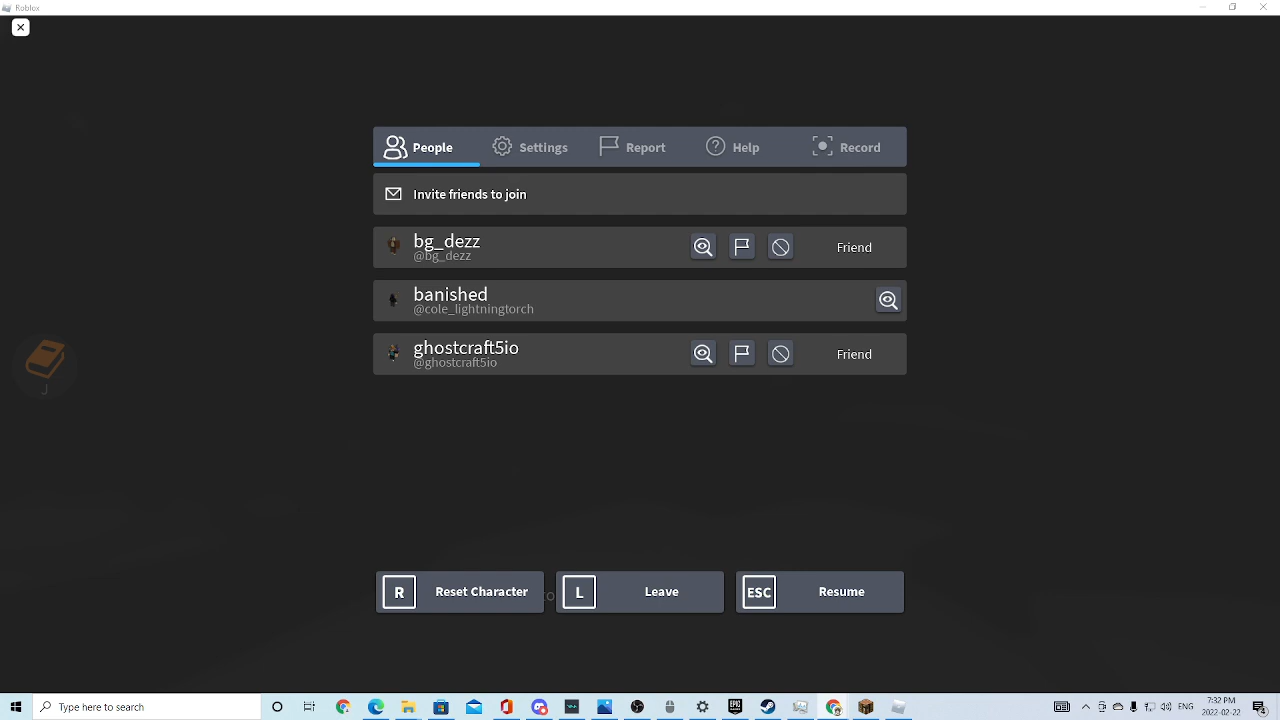 Roblox
People
Settings
Report
Help
Record
Invite friends to join
bg_dezz
@bg_dezz
Friend
banished
@cole_lightningtorch
ghostcraft5io
@ghostcraft5io
Friend
J
R
Reset Character
L
Leave
ESC
Resume
Type here to search
EPIC
7:32 PM
2022-02-22